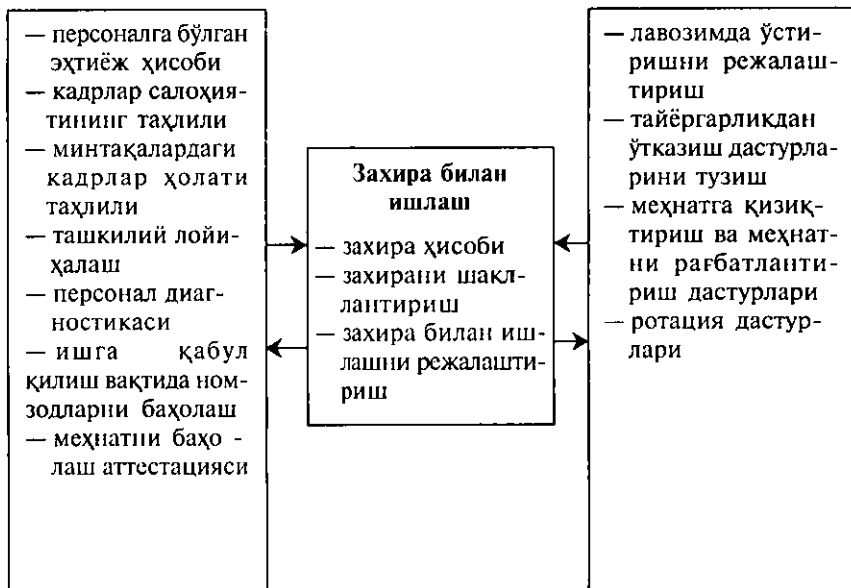 — персоналга бўлган
эҳтиёж ҳисоби
— кадрлар салоҳия-
тининг таҳлили
— минтақалардаги
кадрлар ҳолати
таҳлили
— ташкилий лойи-
ҳалаш
— персонал диаг-
ностикаси
— ишга қабул
қилиш вақтида ном-
зодларни баҳолаш
— меҳнатни баҳо -
лаш аттестацияси
Захира билан
ишлаш
— захира ҳисоби
— захирани шакл-
лантириш
— захира билан иш-
лашни режалашти-
риш
— лавозимда ўсти-
ришни режалаш-
тириш
— тайёргарликдан
ўтказиш дастурла-
рини тузиш
— меҳнатга қизиқ-
тириш ва меҳнат-
ни рағбатланти-
риш дастурлари
— ротация дастур-
лари